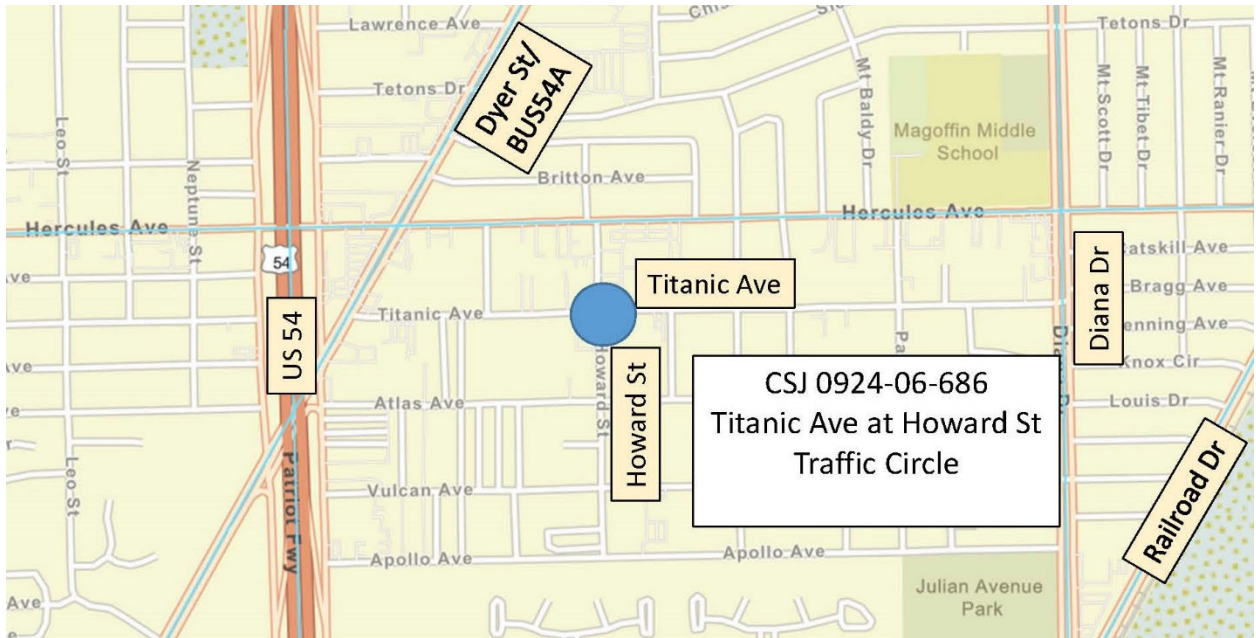 Lawrence Ave
Tetons Dr
Tetons Dr
Dyer St/
BUS54A
Leo St
Neptune St
Mt Baldy Dr
Magoffin Middle
School
Mt Scott Dr
Mt Tibet Dr
Mt Ranier Dr
Britton Ave
Hercules Ave
Hercules Ave
54
US 54
Titanic Ave
Titanic Ave
Diana Dr
Bragg Ave
Knox Cir
Louis Dr
Howard St
Howard St
Atlas Ave
CSJ 0924-06-686
Titanic Ave at Howard St
Traffic Circle
Leo St
Patriot Fwy
Vulcan Ave
Apollo Ave
Apollo Ave
Railroad Dr
Julian Avenue
Park
Ave